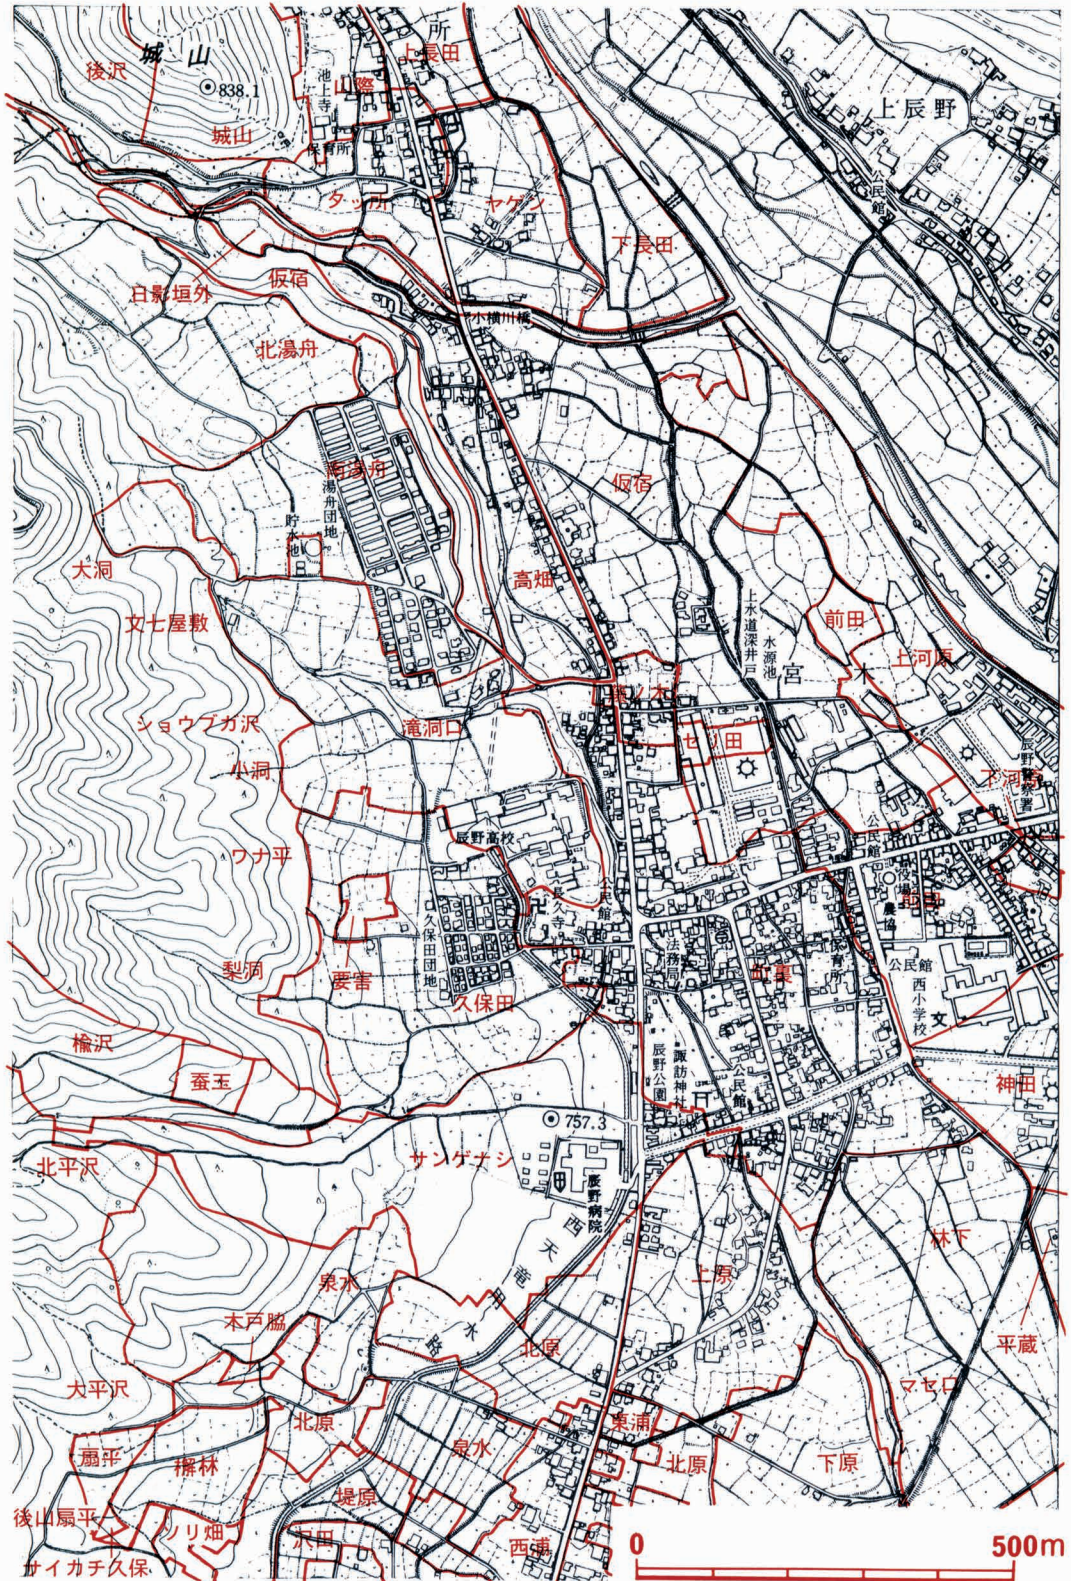 所
城山
後沢
838.1
城山
池上寺
山際
上長田
保育所
上辰野
公民館
タッ所
ヤゲン
下長田
日影垣外
仮宿
小横川橋
北湯舟
南湯舟
湯舟団地
貯水池
仮宿
大洞
文七屋敷
高畑
前田
上河原
上水道深井戸
水源池
宮木
ショウブガ沢
滝洞口
セリ田
小洞
辰野警察署
ワナ平
辰野高校
公民館
役場
農協
要害
梨洞
久保田団地
久保田
長久寺
公民館
法務局
町裏
保育所
公民館
西小学校
文
楡沢
蚕玉
辰野公園
諏訪神社
公民館
神田
757.3
北平沢
サンゲナシ
辰野病院
西天竜用水路
林下
上原
泉水
木戸脇
北原
平蔵
マセ口
大平沢
北原
扇平
泉水
東浦
北原
下原
堤原
後山扇平
ソリ畑
沢田
西浦
サイカチ久保
0
500m